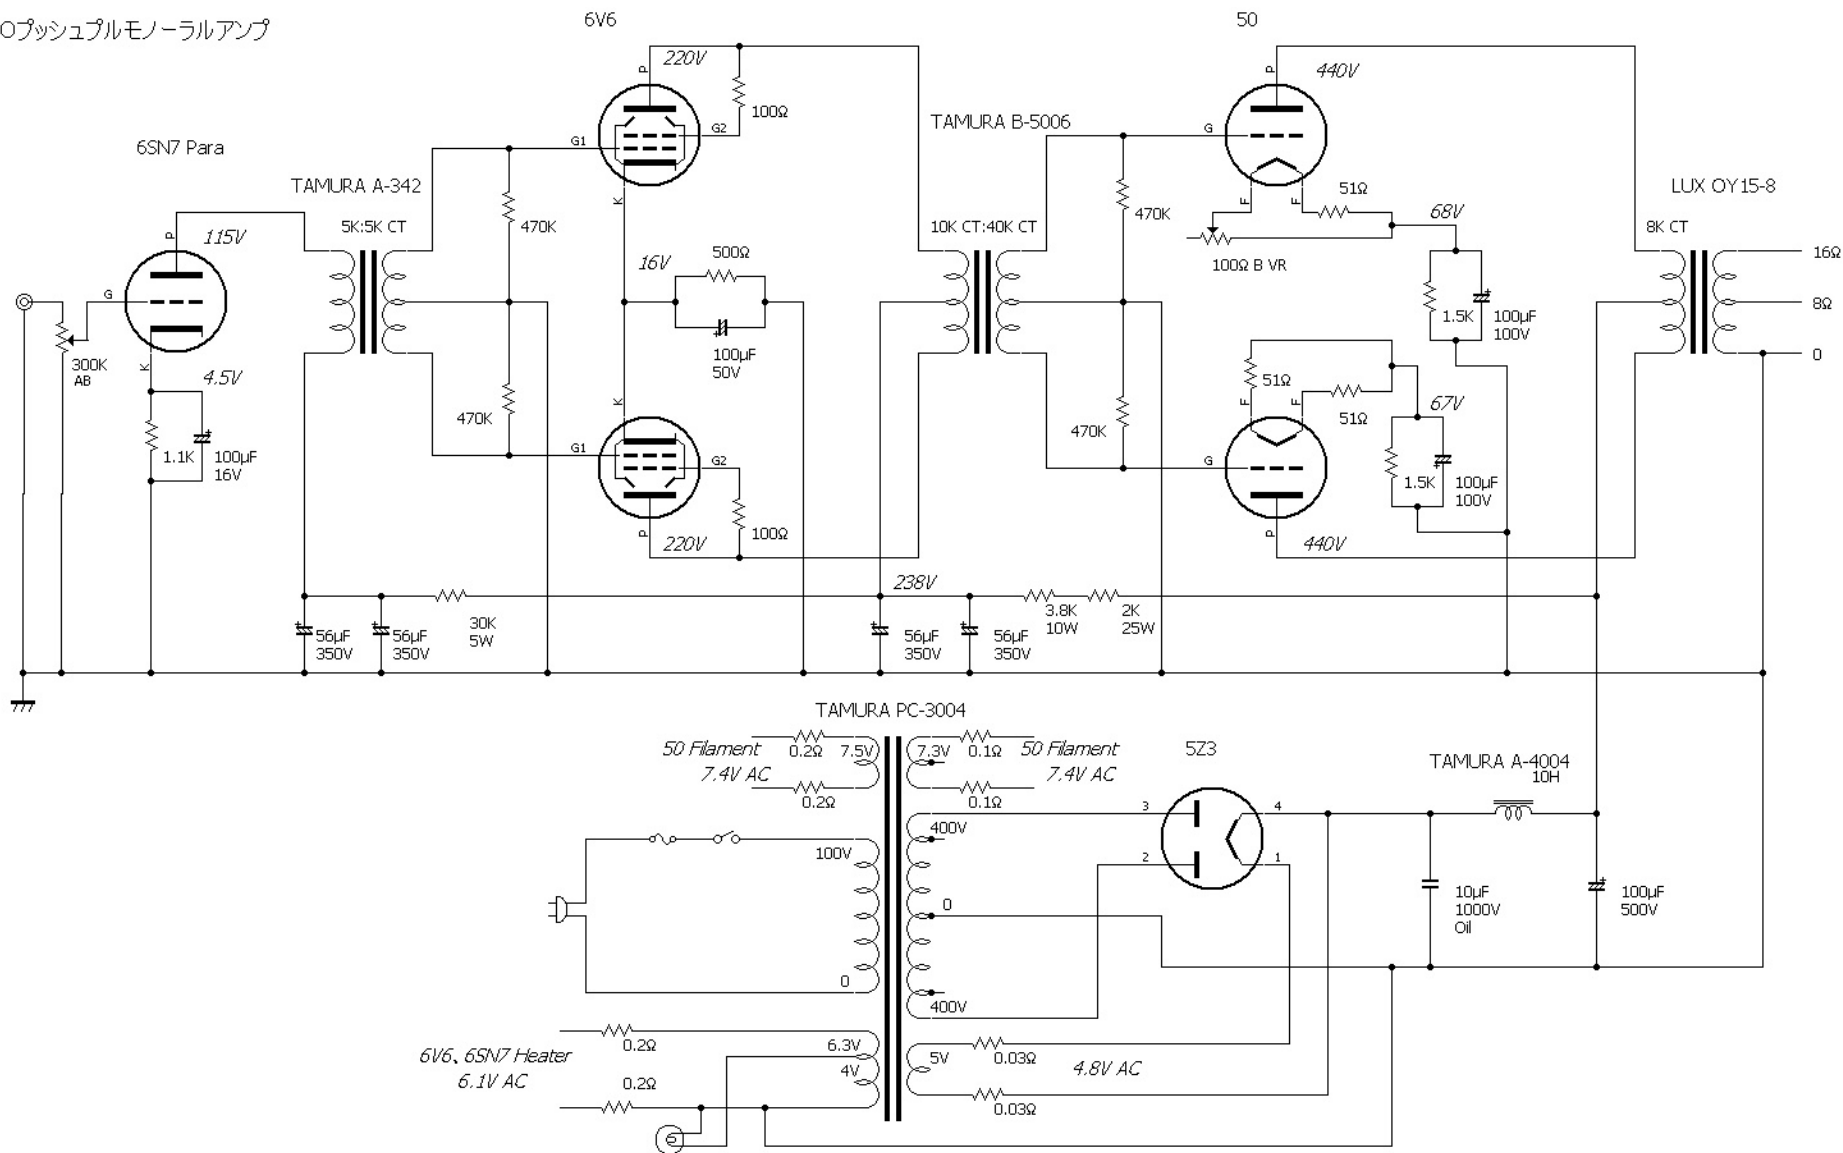 Oプッシュプルモノーラルアンプ
6V6
50
P
220V
100Ω
G2
G1
K
P
440V
G
TAMURA B-5006
6SN7 Para
TAMURA A-342
5K:5K CT
470K
10K CT:40K CT
470K
F
F
51Ω
68V
100Ω B VR
1.5K
100μF
100V
LUX OY15-8
8K CT
16Ω
8Ω
0
P
115V
G
K
300K
AB
4.5V
1.1K
100μF
16V
16V
500Ω
100μF
50V
470K
G1
K
G2
100Ω
P
220V
470K
51Ω
F
F
51Ω
67V
1.5K
100μF
100V
G
P
440V
238V
56μF
350V
56μF
350V
30K
5W
56μF
350V
56μF
350V
3.8K
10W
2K
25W
TAMURA PC-3004
50 Filament
7.4V AC
0.2Ω
7.5V
0.2Ω
7.3V
0.1Ω
0.1Ω
50 Filament
7.4V AC
5Z3
TAMURA A-4004
10H
100V
0
400V
0
400V
3
2
4
1
10μF
1000V
Oil
100μF
500V
6V6、6SN7 Heater
6.1V AC
0.2Ω
0.2Ω
6.3V
4V
5V
0.03Ω
0.03Ω
4.8V AC